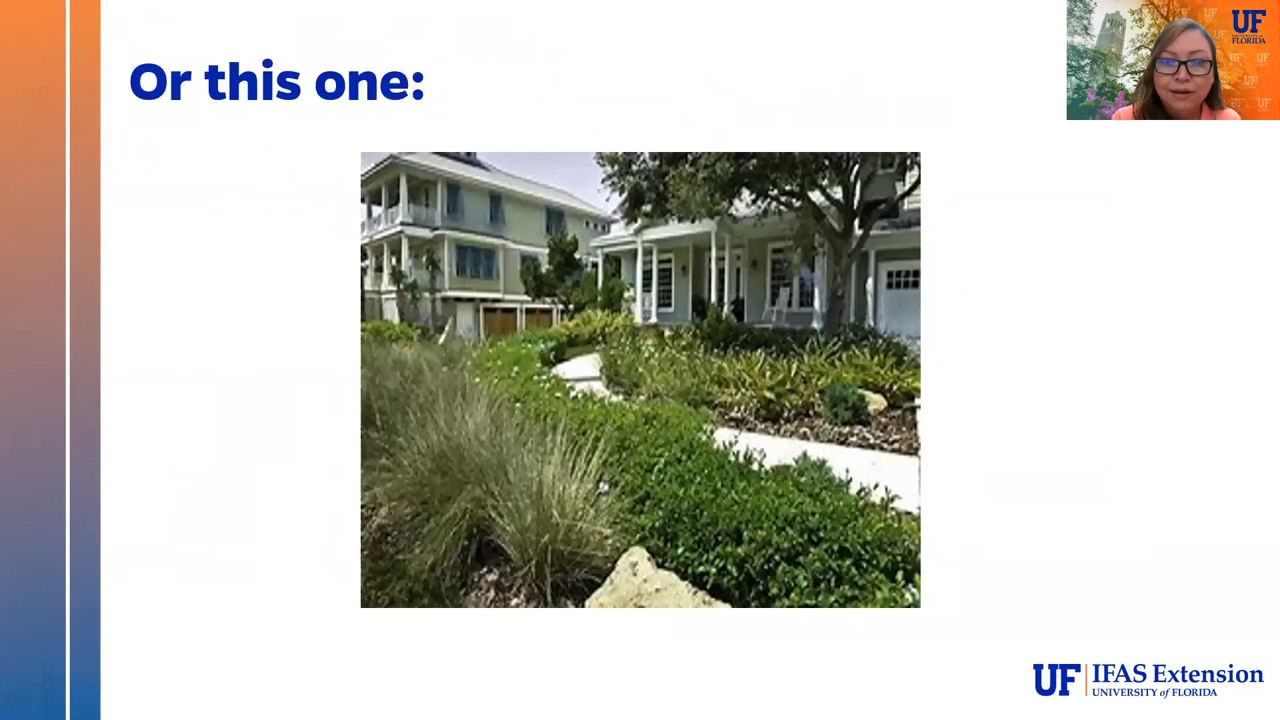 Or this one:
UF
UNIVERSITY of
FLORIDA
UF
IFAS Extension
UNIVERSITY of FLORIDA